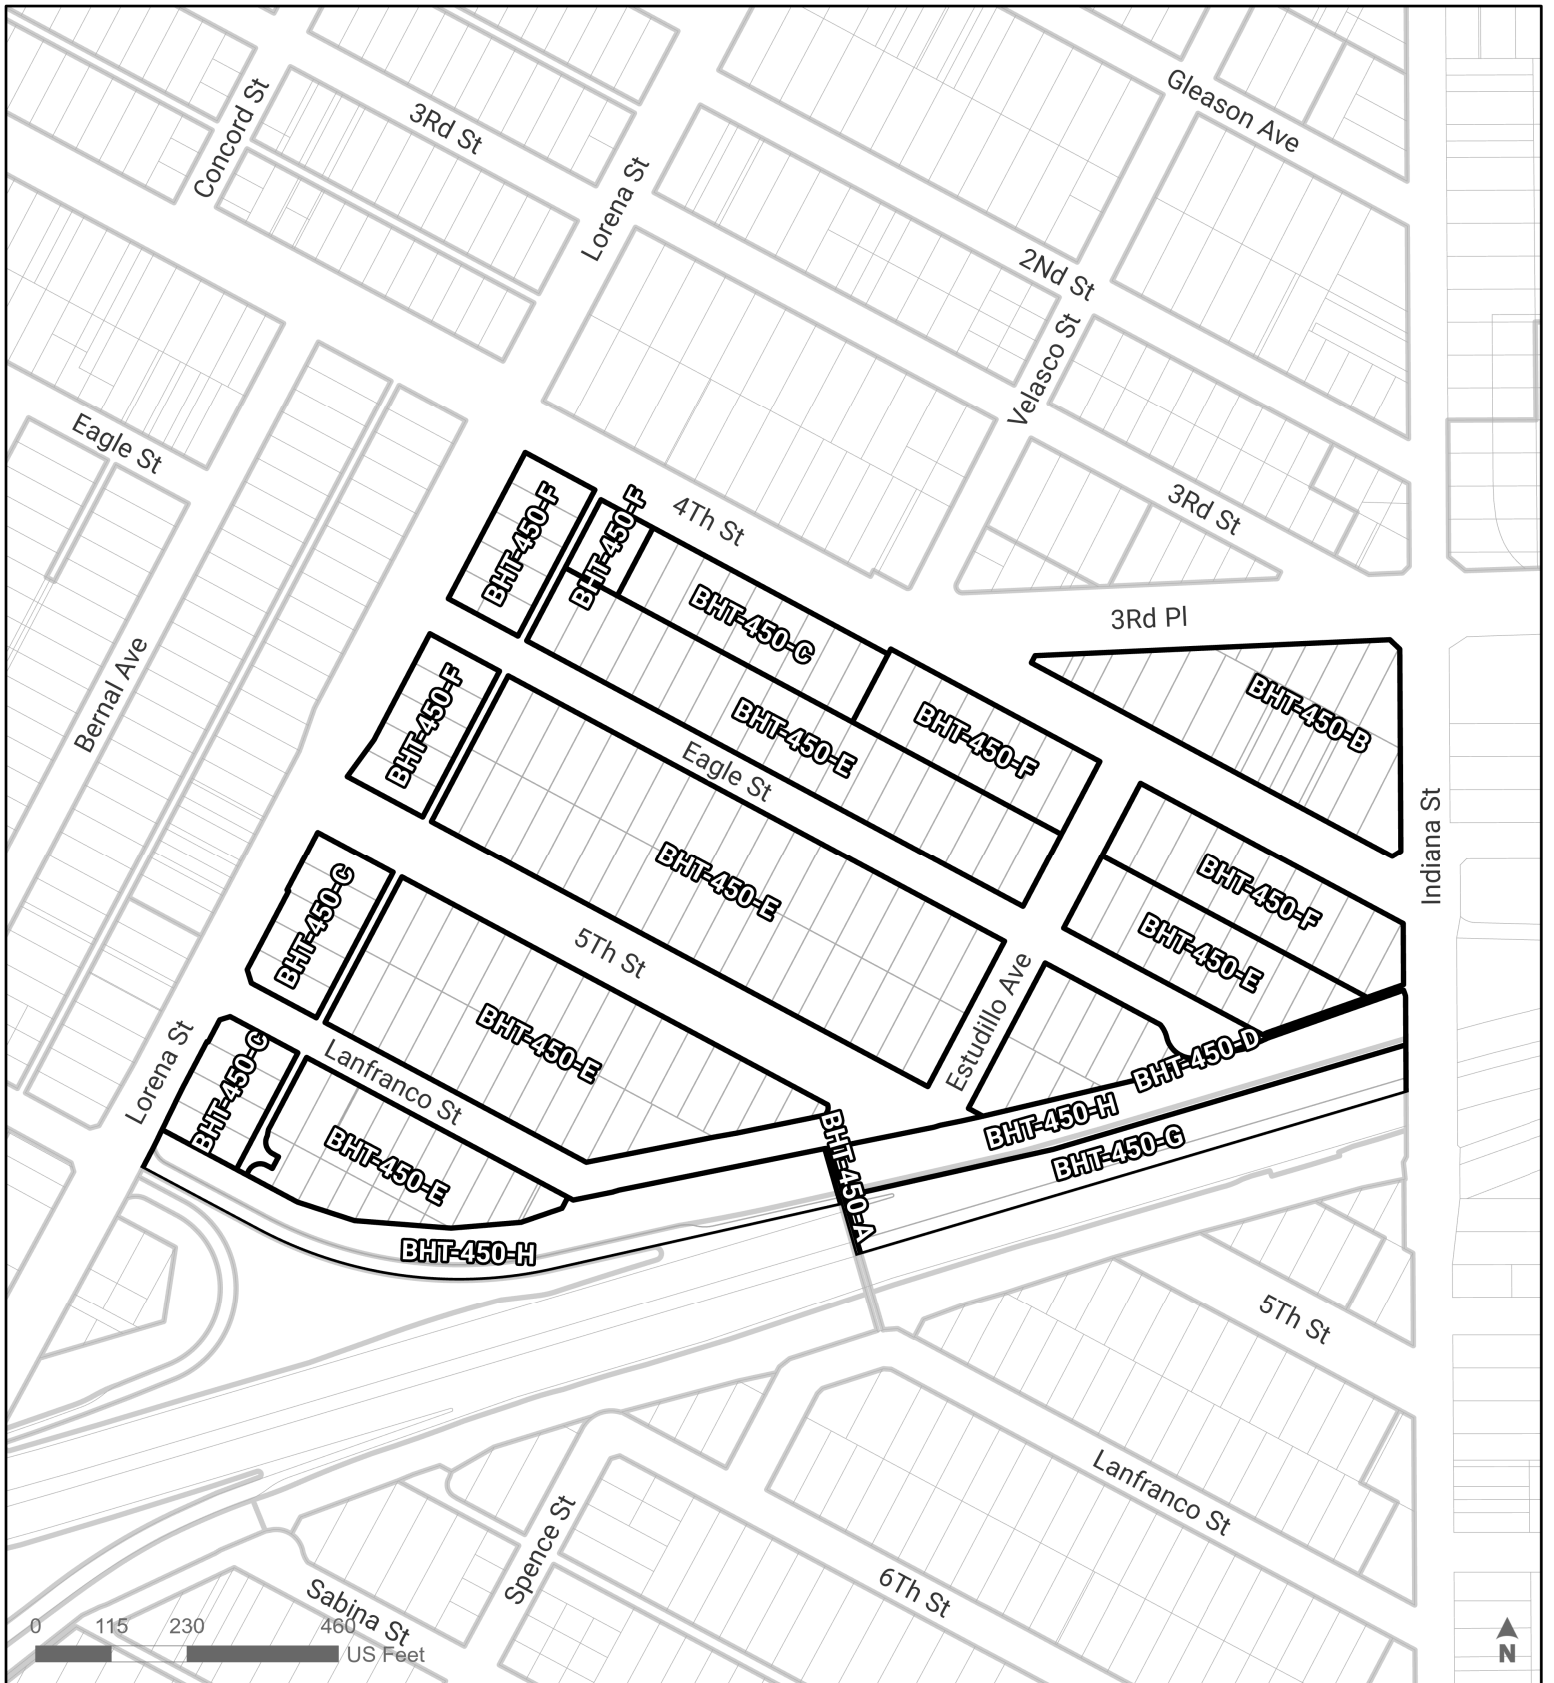 Gleason Ave
Concord St
3Rd St
Lorena St
2Nd St
Velasco St
Eagle St
3Rd St
4Th St
BHT-450-F
BHT-450-F
BHT-450-C
3Rd Pl
Bernal Ave
BHT-450-F
BHT-450-E
BHT-450-F
BHT-450-B
Eagle St
Indiana St
BHT-450-E
BHT-450-F
BHT-450-C
5Th St
BHT-450-E
Estudillo Ave
BHT-450-E
Lorena St
Lanfranco St
BHT-450-C
BHT-450-D
BHT-450-H
BHT-450-E
BHT-450-G
BHT-450-A
BHT-450-H
5Th St
Lanfranco St
Spence St
6Th St
Sabina St
0 115 230 460
US Feet
N